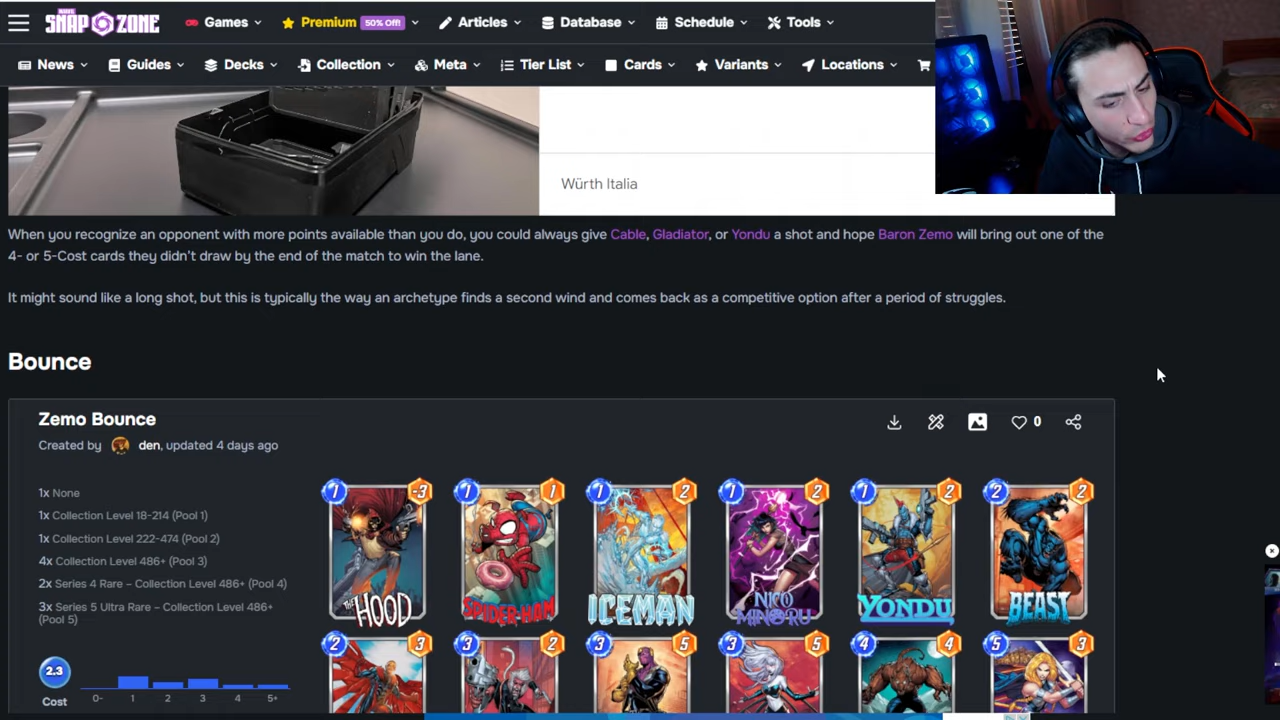 MARVEL
SNAP ZONE
Games
Premium 50% Off!
Articles
Database
Schedule
Tools
News
Guides
Decks
Collection
Meta
Tier List
Cards
Variants
Locations
Würth Italia
When you recognize an opponent with more points available than you do, you could always give Cable, Gladiator, or Yondu a shot and hope Baron Zemo will bring out one of the
4- or 5-Cost cards they didn't draw by the end of the match to win the lane.
It might sound like a long shot, but this is typically the way an archetype finds a second wind and comes back as a competitive option after a period of struggles.
Bounce
Zemo Bounce
0
Created by den, updated 4 days ago
1x None
1x Collection Level 18-214 (Pool 1)
1x Collection Level 222-474 (Pool 2)
4x Collection Level 486+ (Pool 3)
2x Series 4 Rare – Collection Level 486+ (Pool 4)
3x Series 5 Ultra Rare – Collection Level 486+
(Pool 5)
2.3
Cost
0- 1 2 3 4 5+
1 -3 1 1 1 2 1 2 1 2 2 2
THE HOOD SPIDER-HAM ICEMAN NICO MINORU YONDU BEAST
2 3 3 2 3 5 3 5 4 4 5 3